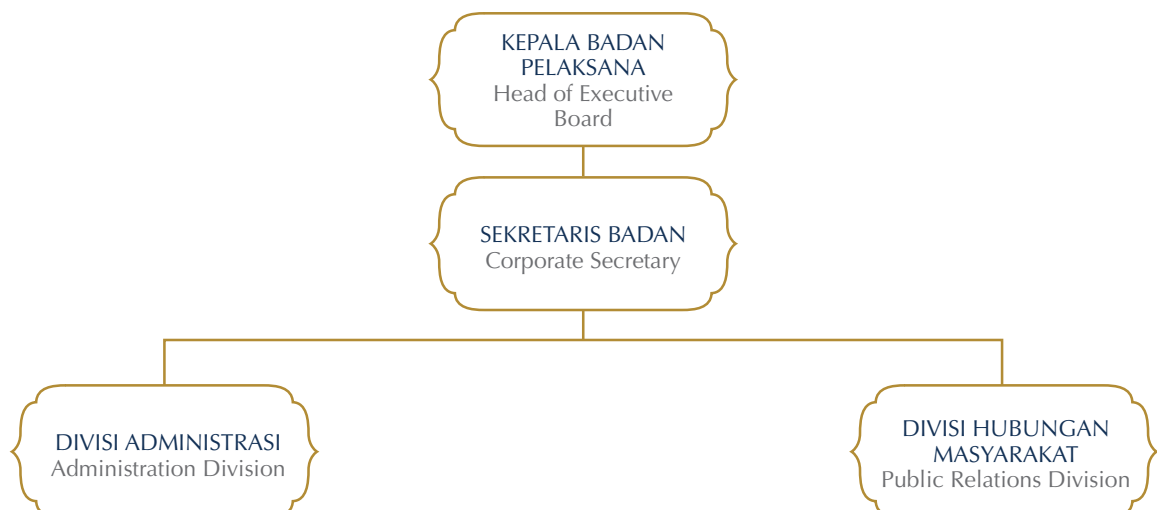 KEPALA BADAN
PELAKSANA
Head of Executive
Board
SEKRETARIS BADAN
Corporate Secretary
DIVISI ADMINISTRASI
Administration Division
DIVISI HUBUNGAN
MASYARAKAT
Public Relations Division